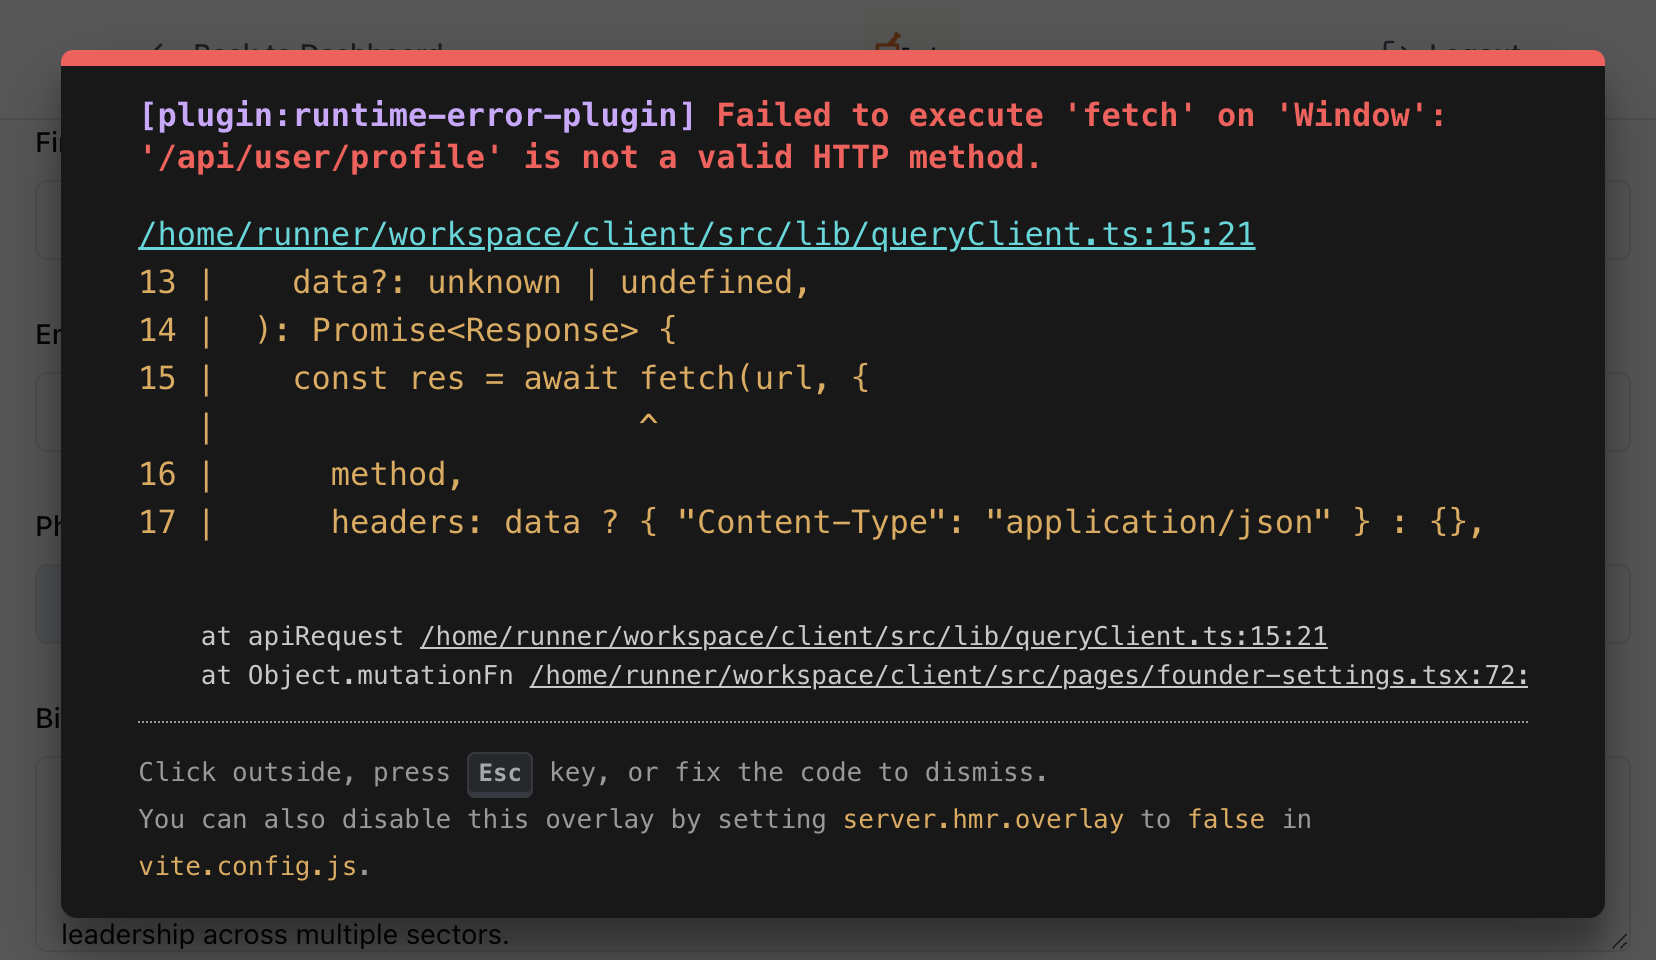 [plugin:runtime-error-plugin] Failed to execute 'fetch' on 'Window':
'/api/user/profile' is not a valid HTTP method.
/home/runner/workspace/client/src/lib/queryClient.ts:15:21
13 |    data?: unknown | undefined,
14 |  ): Promise<Response> {
15 |    const res = await fetch(url, {
   |                      ^
16 |      method,
17 |      headers: data ? { "Content-Type": "application/json" } : {},
at apiRequest /home/runner/workspace/client/src/lib/queryClient.ts:15:21
at Object.mutationFn /home/runner/workspace/client/src/pages/founder-settings.tsx:72:
Click outside, press Esc key, or fix the code to dismiss.
You can also disable this overlay by setting server.hmr.overlay to false in
vite.config.js.
leadership across multiple sectors.